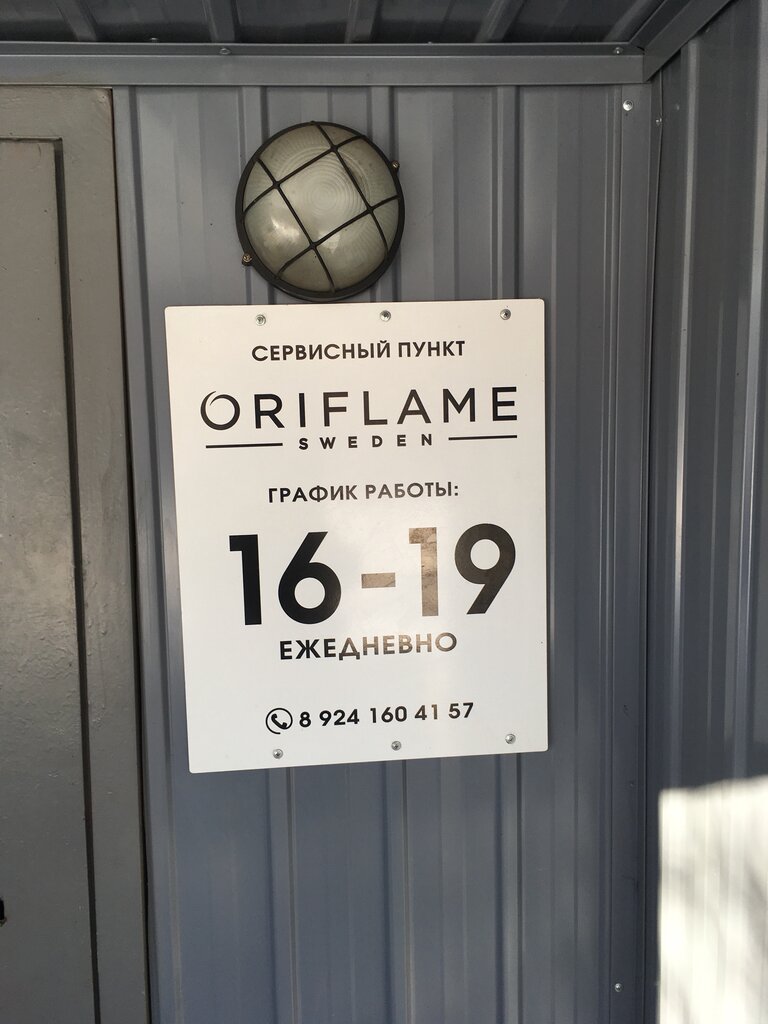 СЕРВИСНЫЙ ПУНКТ
ORIFLAME
SWEDEN
ГРАФИК РАБОТЫ:
16-19
ЕЖЕДНЕВНО
8 924 160 41 57